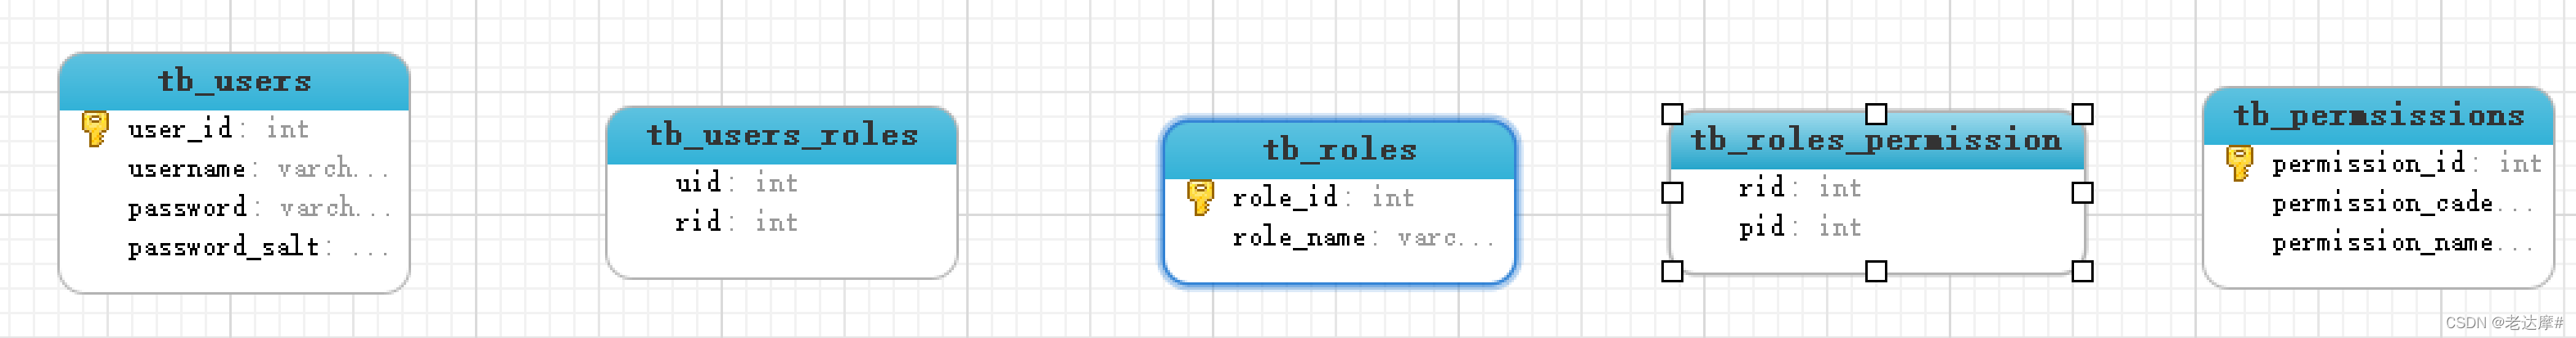 tb_users
user_id: int
username: varch...
password: varch...
password_salt: ...
tb_users_roles
uid: int
rid: int
tb_roles
role_id: int
role_name: varc...
tb_roles_permission
rid: int
pid: int
tb_permsissions
permission_id: int
permission_cade...
permission_name...
CSDN @老达摩#